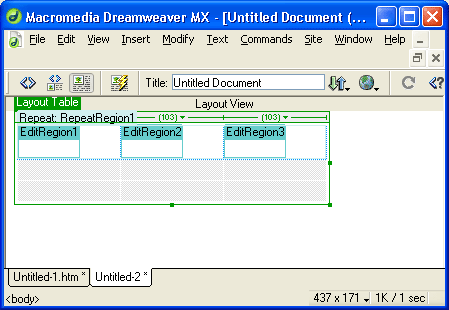 Macromedia Dreamweaver MX - [Untitled Document (...
File Edit View Insert Modify Text Commands Site Window Help
Title: Untitled Document
Layout Table Layout View
Repeat: RepeatRegion1 (103) (103)
EditRegion1 EditRegion2 EditRegion3
Untitled-1.htm* Untitled-2*
<body> 437 x 171 1K / 1 sec